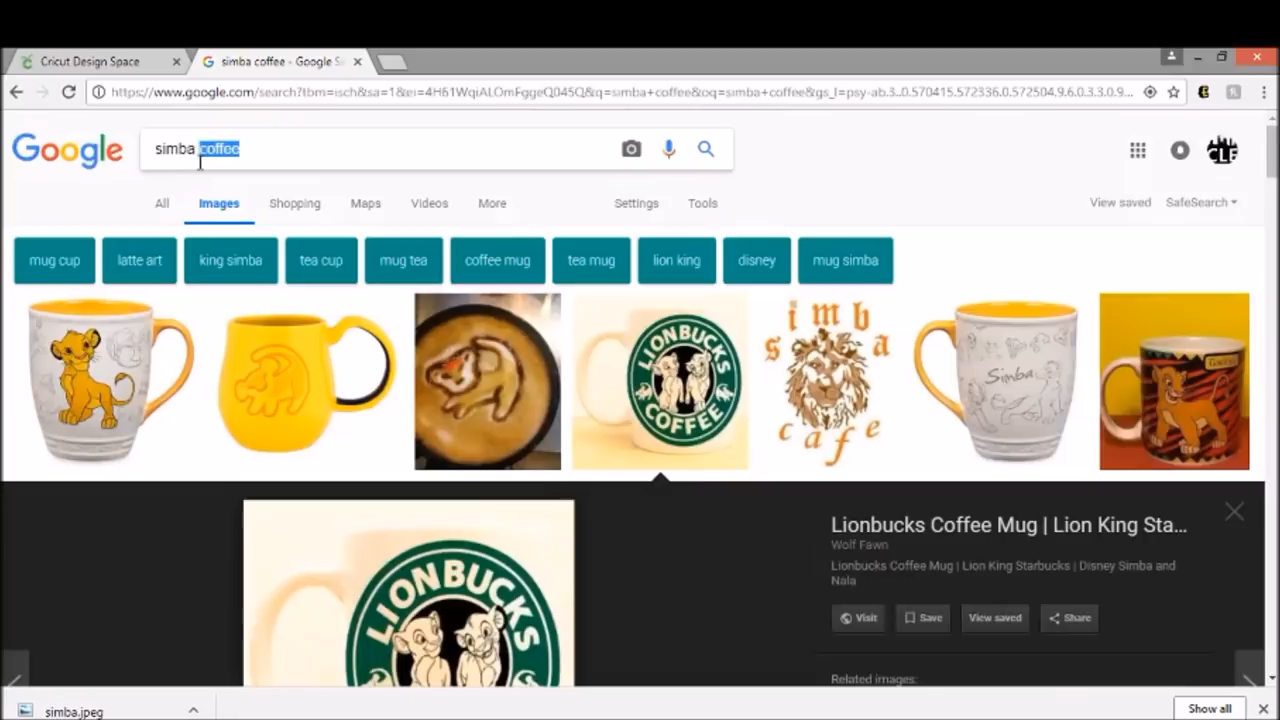 Cricut Design Space
simba coffee - Google S
https://www.google.com/search?tbm=isch&sa=1&ei=4H61WqiALOmFggeQ045Q&q=simba+coffee&oq=simba+coffee&gs_l=psy-ab.3..0.570415.572336.0.572504.9.6.0.3.3.0.9...
Google
simba coffee
All Images Shopping Maps Videos More Settings Tools
View saved SafeSearch
mug cup latte art king simba tea cup mug tea coffee mug tea mug lion king disney mug simba
LIONBUCKS
COFFEE
simba
cafe
Simba
Lionbucks Coffee Mug | Lion King Sta...
Wolf Fawn
Lionbucks Coffee Mug | Lion King Starbucks | Disney Simba and
Nala
Visit Save View saved Share
LIONBUCKS
Related images:
simba.jpeg
Show all